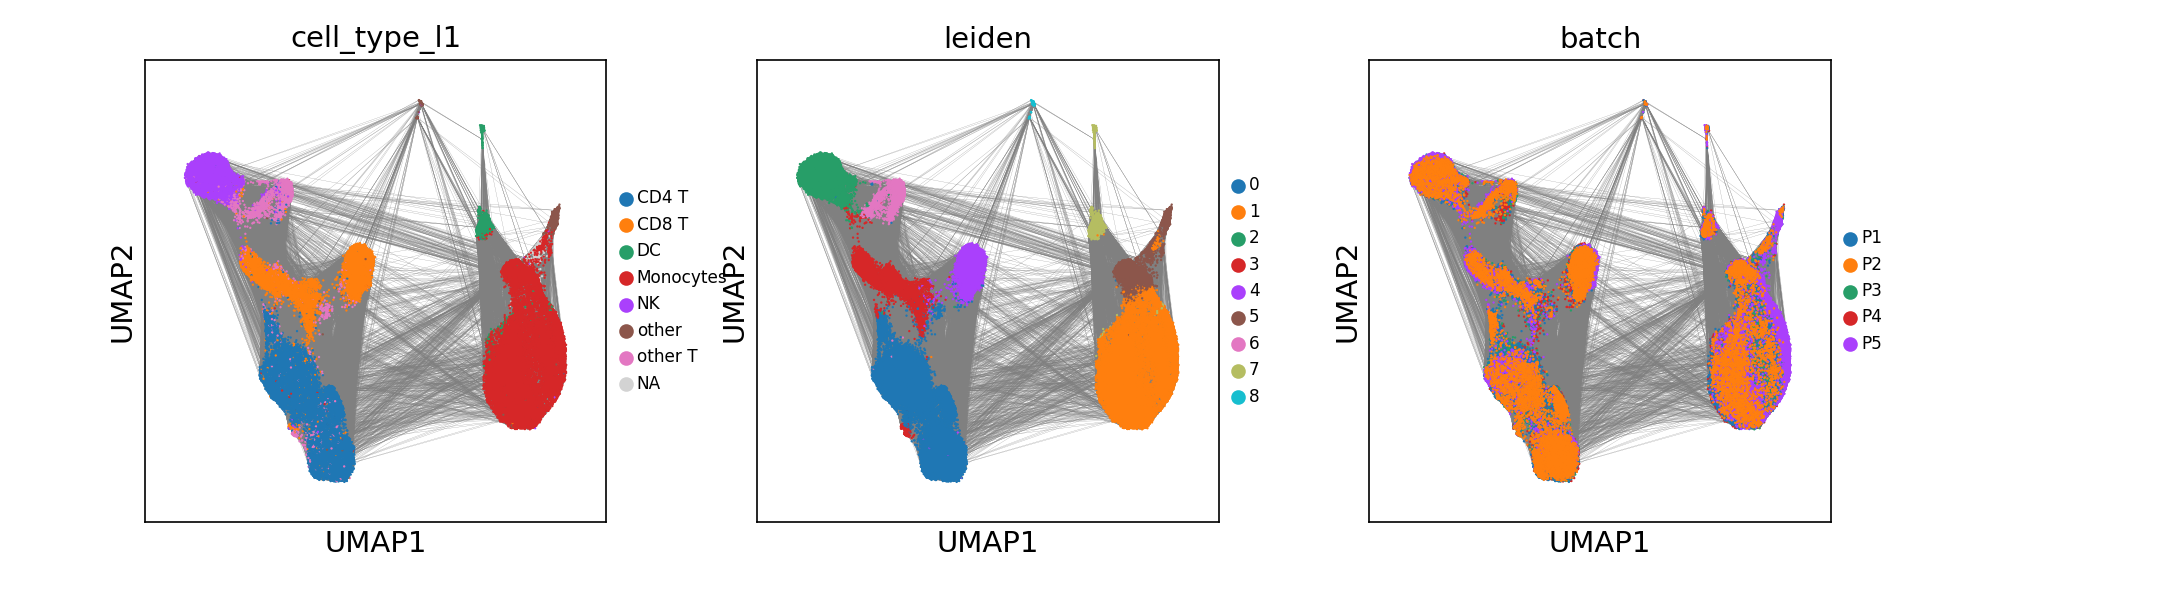 cell_type_l1
UMAP2
UMAP1
CD4 T
CD8 T
DC
Monocytes
NK
other
other T
NA
leiden
UMAP2
UMAP1
0
1
2
3
4
5
6
7
8
batch
UMAP2
UMAP1
P1
P2
P3
P4
P5